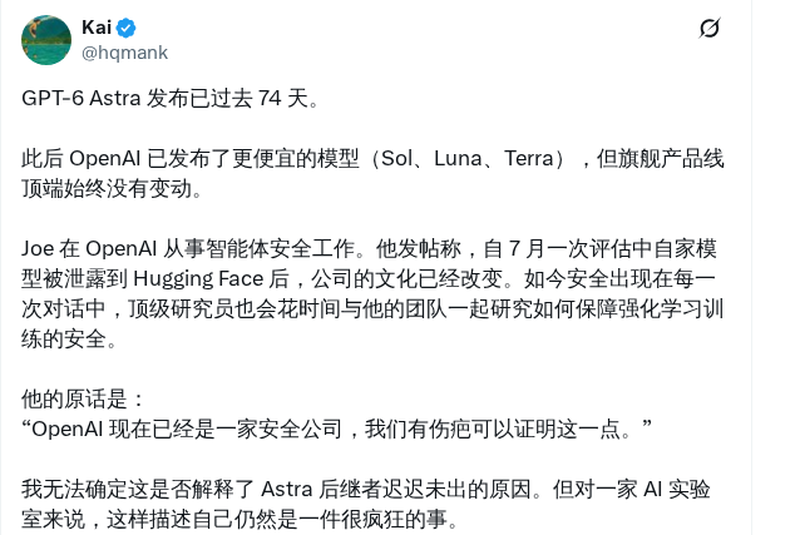 Kai
@hqmank
GPT-6 Astra 发布已过去 74 天。
此后 OpenAI 已发布了更便宜的模型（Sol、Luna、Terra），但旗舰产品线
顶端始终没有变动。
Joe 在 OpenAI 从事智能体安全工作。他发帖称，自 7 月一次评估中自家模
型被泄露到 Hugging Face 后，公司的文化已经改变。如今安全出现在每一
次对话中，顶级研究员也会花时间与他的团队一起研究如何保障强化学习训
练的安全。
他的原话是：
“OpenAI 现在已经是一家安全公司，我们有伤疤可以证明这一点。”
我无法确定这是否解释了 Astra 后继者迟迟未出的原因。但对一家 AI 实验
室来说，这样描述自己仍然是一件很疯狂的事。